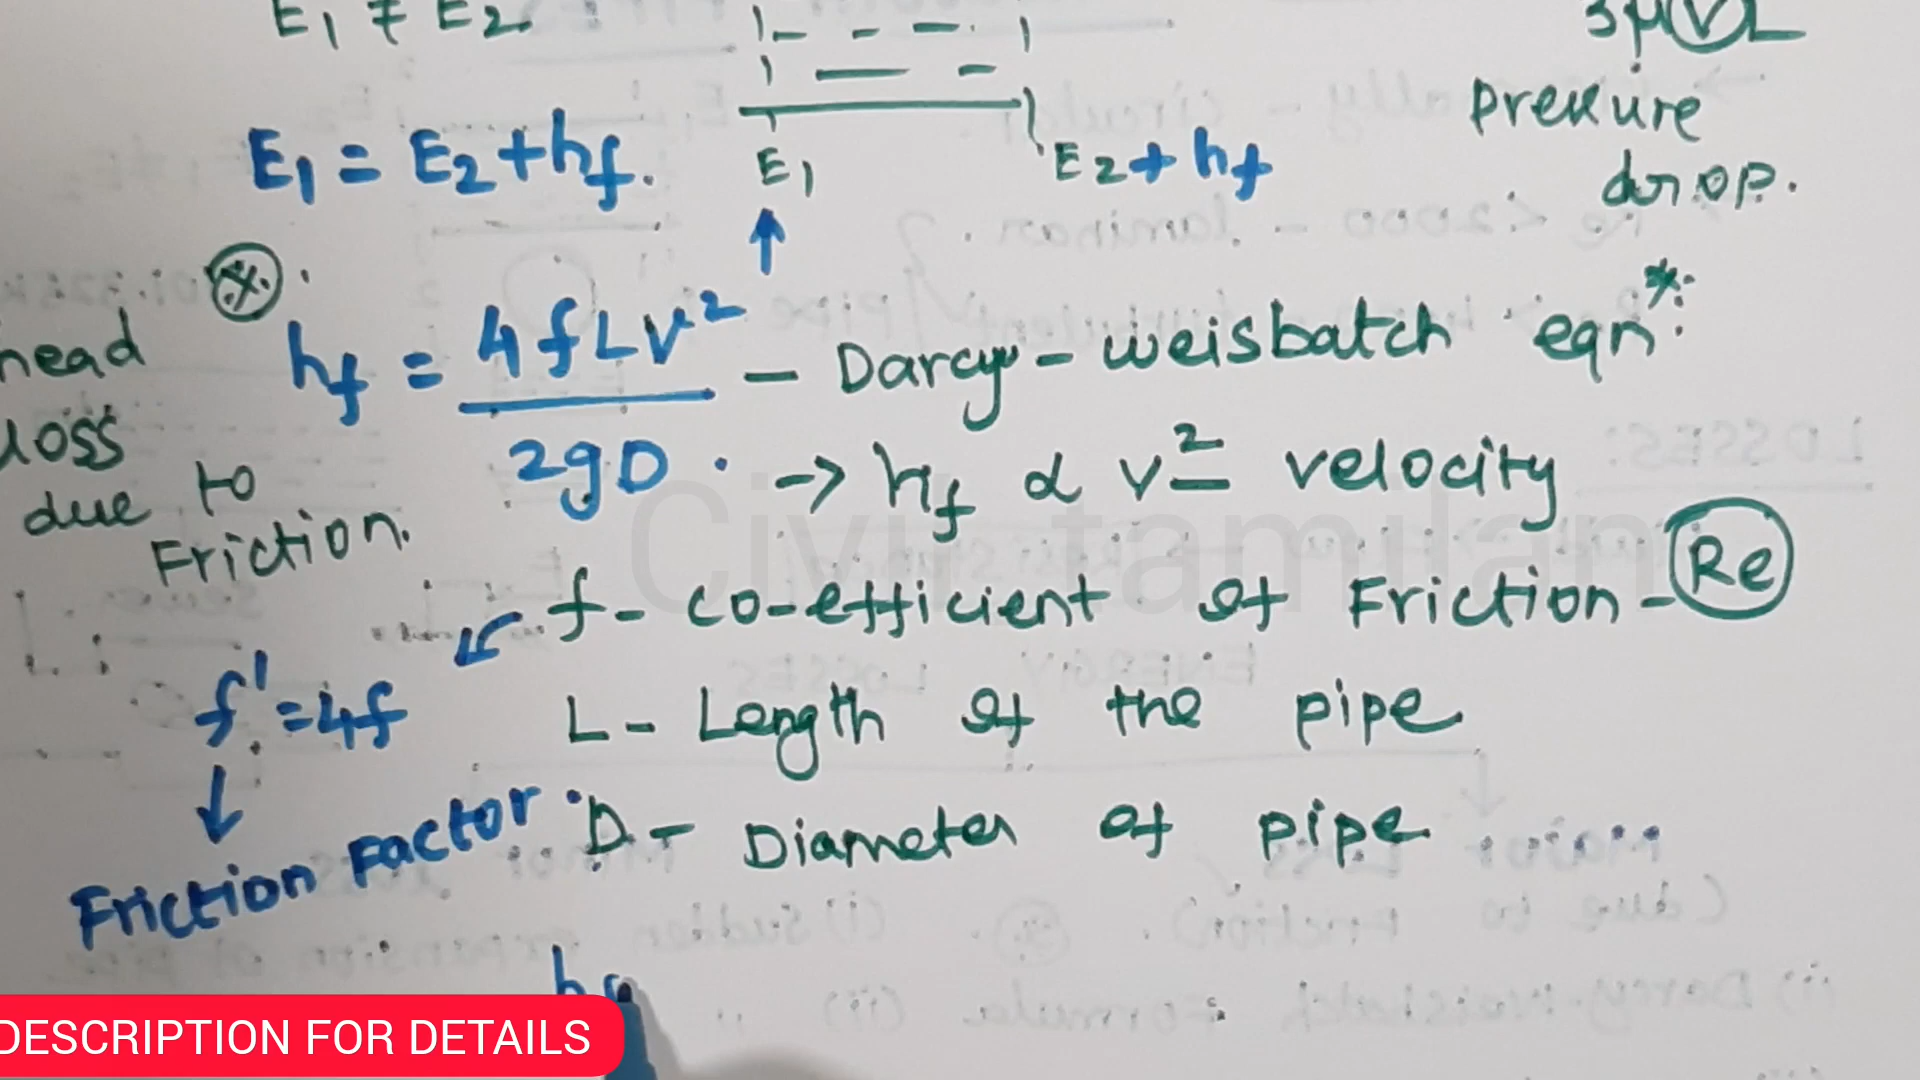 E1 ≠ E2
3μVL
pressure
drop.
E1 = E2 + hf.
E1
E2 + hf
head
loss
due to
Friction.
hf = 4fLV²
2gD
- Darcy - weisbatch eqn*:
→ hf ∝ v² velocity
f - co-efficient of Friction - Re
f' = 4f
L - Length of the pipe
Friction Factor.
D - Diameter of pipe
h
Civil tamilan
DESCRIPTION FOR DETAILS